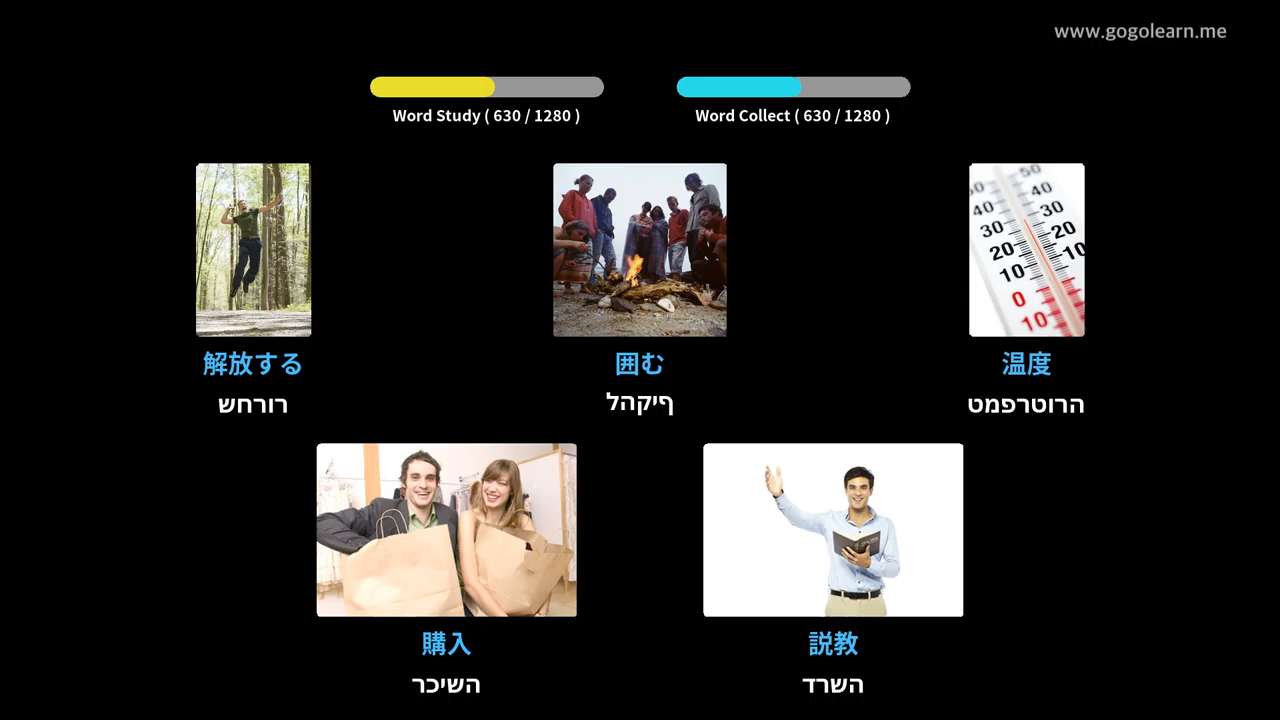 www.gogolearn.me
Word Study ( 630 / 1280 )
Word Collect ( 630 / 1280 )
解放する
רורחש
囲む
ףיקהל
温度
הרוטרפמט
購入
השיכר
説教
השרד